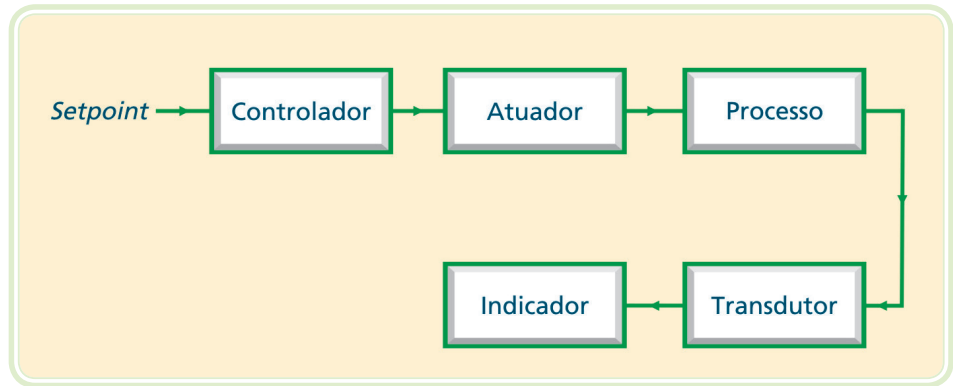 Setpoint
Controlador
Atuador
Processo
Indicador
Transdutor